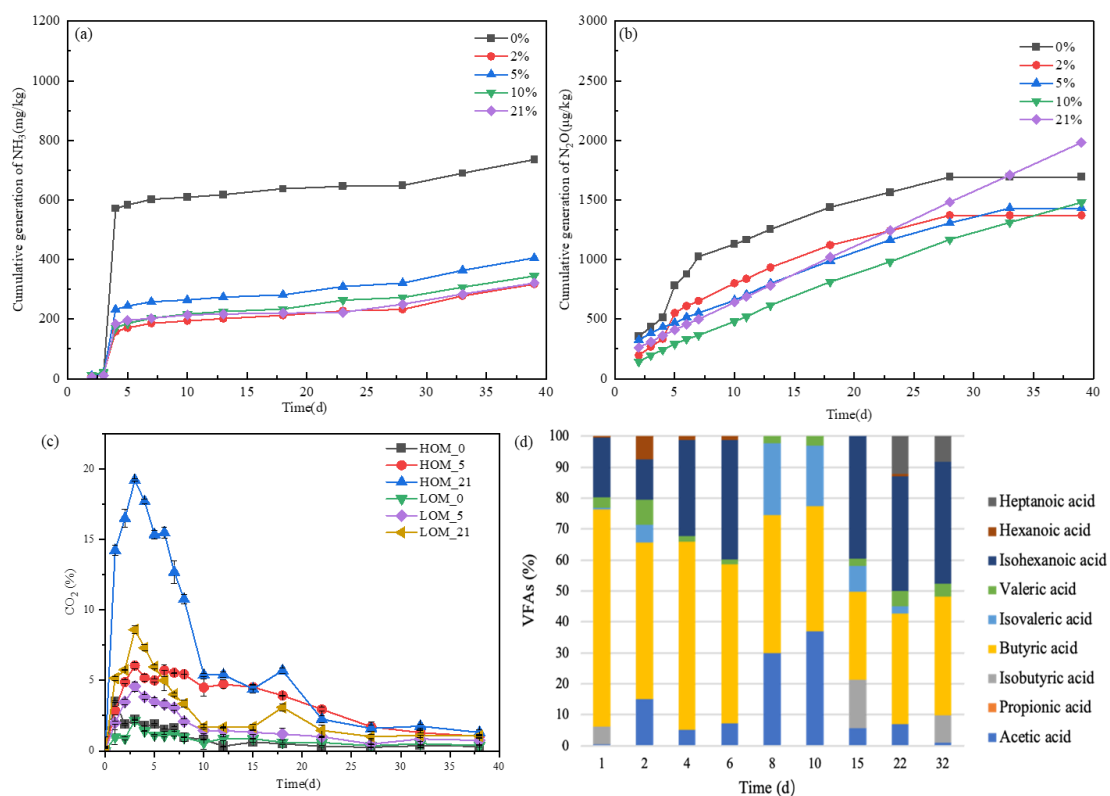 (a)
1200
1000
800
600
400
200
0
Cumulative generation of NH₃(mg/kg)
0%
2%
5%
10%
21%
0 5 10 15 20 25 30 35 40
Time(d)
(b)
3000
2500
2000
1500
1000
500
0
Cumulative generation of N₂O(μg/kg)
0%
2%
5%
10%
21%
0 5 10 15 20 25 30 35 40
Time(d)
(c)
20
15
10
5
0
CO₂ (%)
HOM_0
HOM_5
HOM_21
LOM_0
LOM_5
LOM_21
0 5 10 15 20 25 30 35 40
Time(d)
(d)
100
90
80
70
60
50
40
30
20
10
0
VFAs (%)
1 2 4 6 8 10 15 22 32
Time (d)
Heptanoic acid
Hexanoic acid
Isohexanoic acid
Valeric acid
Isovaleric acid
Butyric acid
Isobutyric acid
Propionic acid
Acetic acid